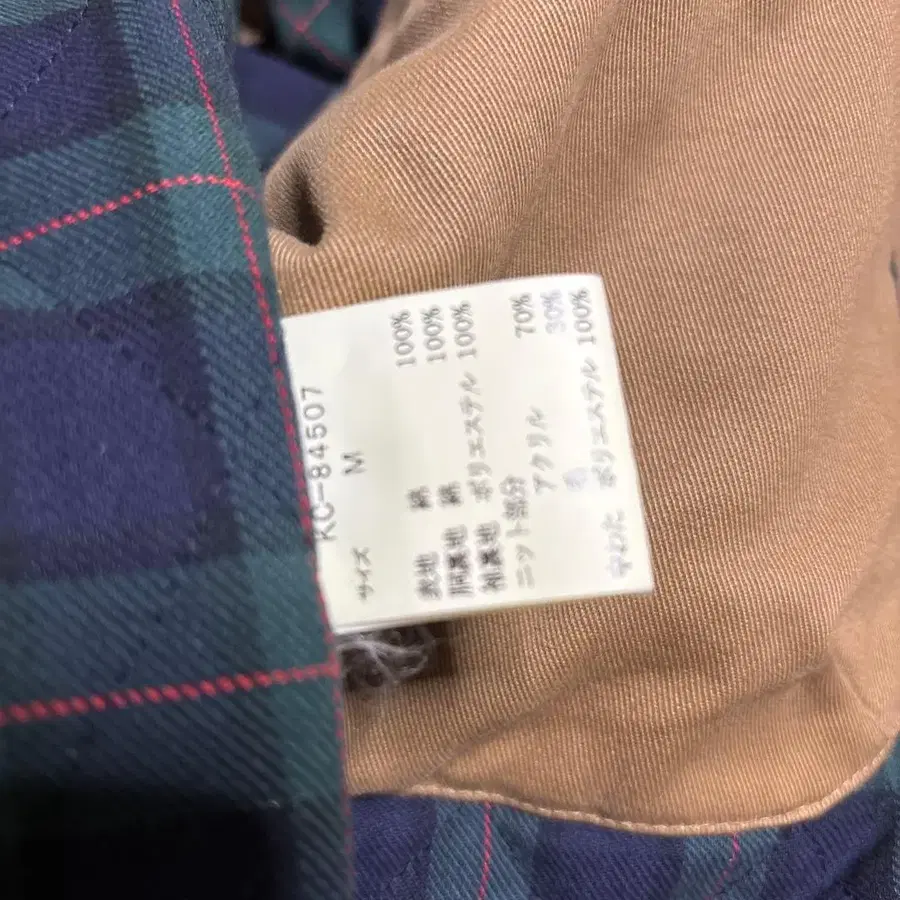 KC-84507
サイズ M
表地 綿 100%
胴裏地 綿 100%
袖裏地 ポリエステル 100%
ニット部分
アクリル 70%
30%
中わた ポリエステル 100%